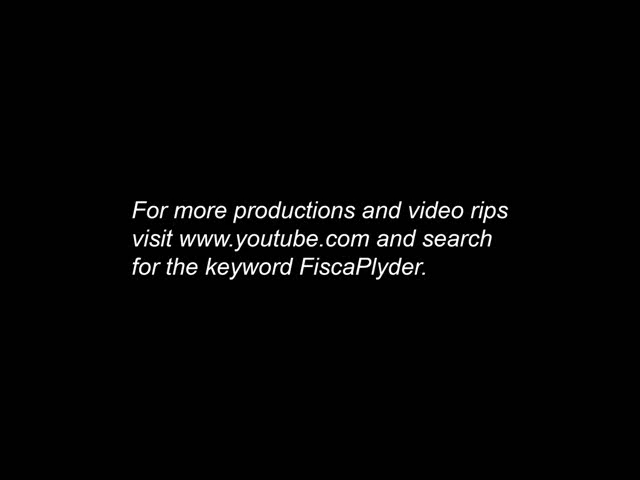 For more productions and video rips
visit www.youtube.com and search
for the keyword FiscaPlyder.